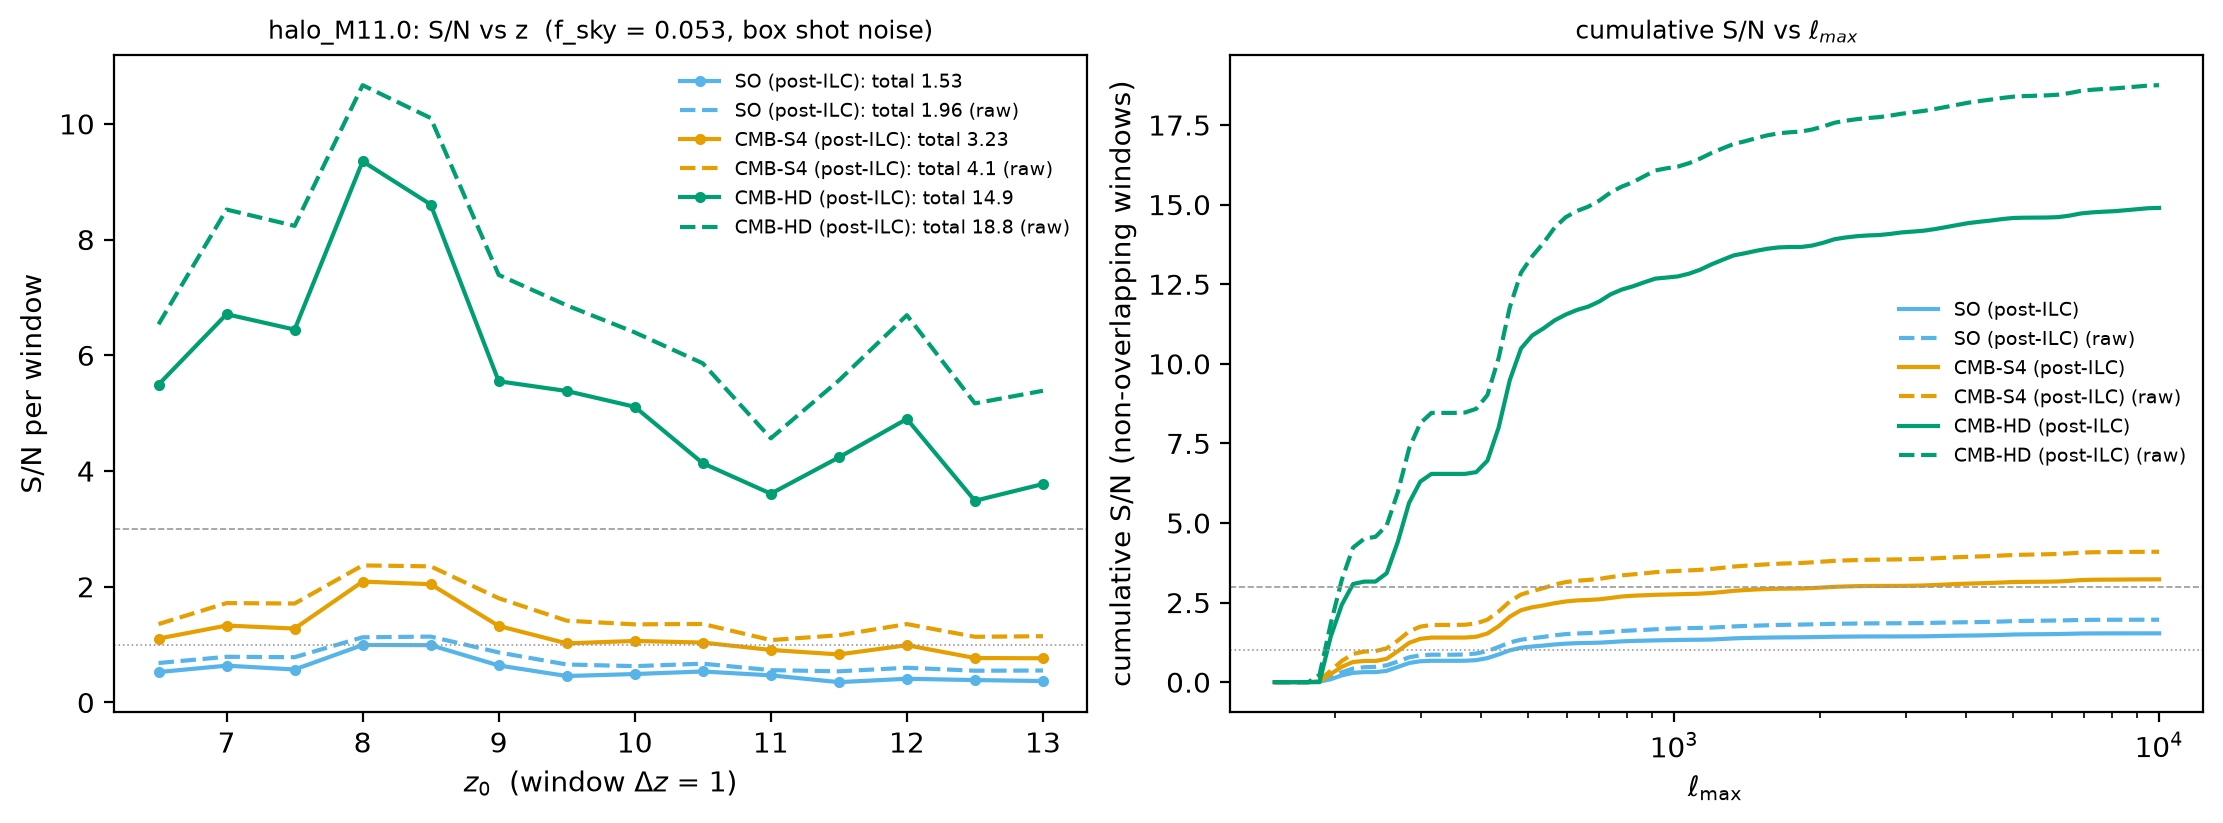 halo_M11.0: S/N vs z (f_sky = 0.053, box shot noise)
SO (post-ILC): total 1.53
SO (post-ILC): total 1.96 (raw)
CMB-S4 (post-ILC): total 3.23
CMB-S4 (post-ILC): total 4.1 (raw)
CMB-HD (post-ILC): total 14.9
CMB-HD (post-ILC): total 18.8 (raw)
S/N per window
10
8
6
4
2
0
7 8 9 10 11 12 13
z₀ (window Δz = 1)
cumulative S/N vs ℓₘₐₓ
cumulative S/N (non-overlapping windows)
17.5
15.0
12.5
10.0
7.5
5.0
2.5
0.0
SO (post-ILC)
SO (post-ILC) (raw)
CMB-S4 (post-ILC)
CMB-S4 (post-ILC) (raw)
CMB-HD (post-ILC)
CMB-HD (post-ILC) (raw)
10³ 10⁴
ℓₘₐₓ